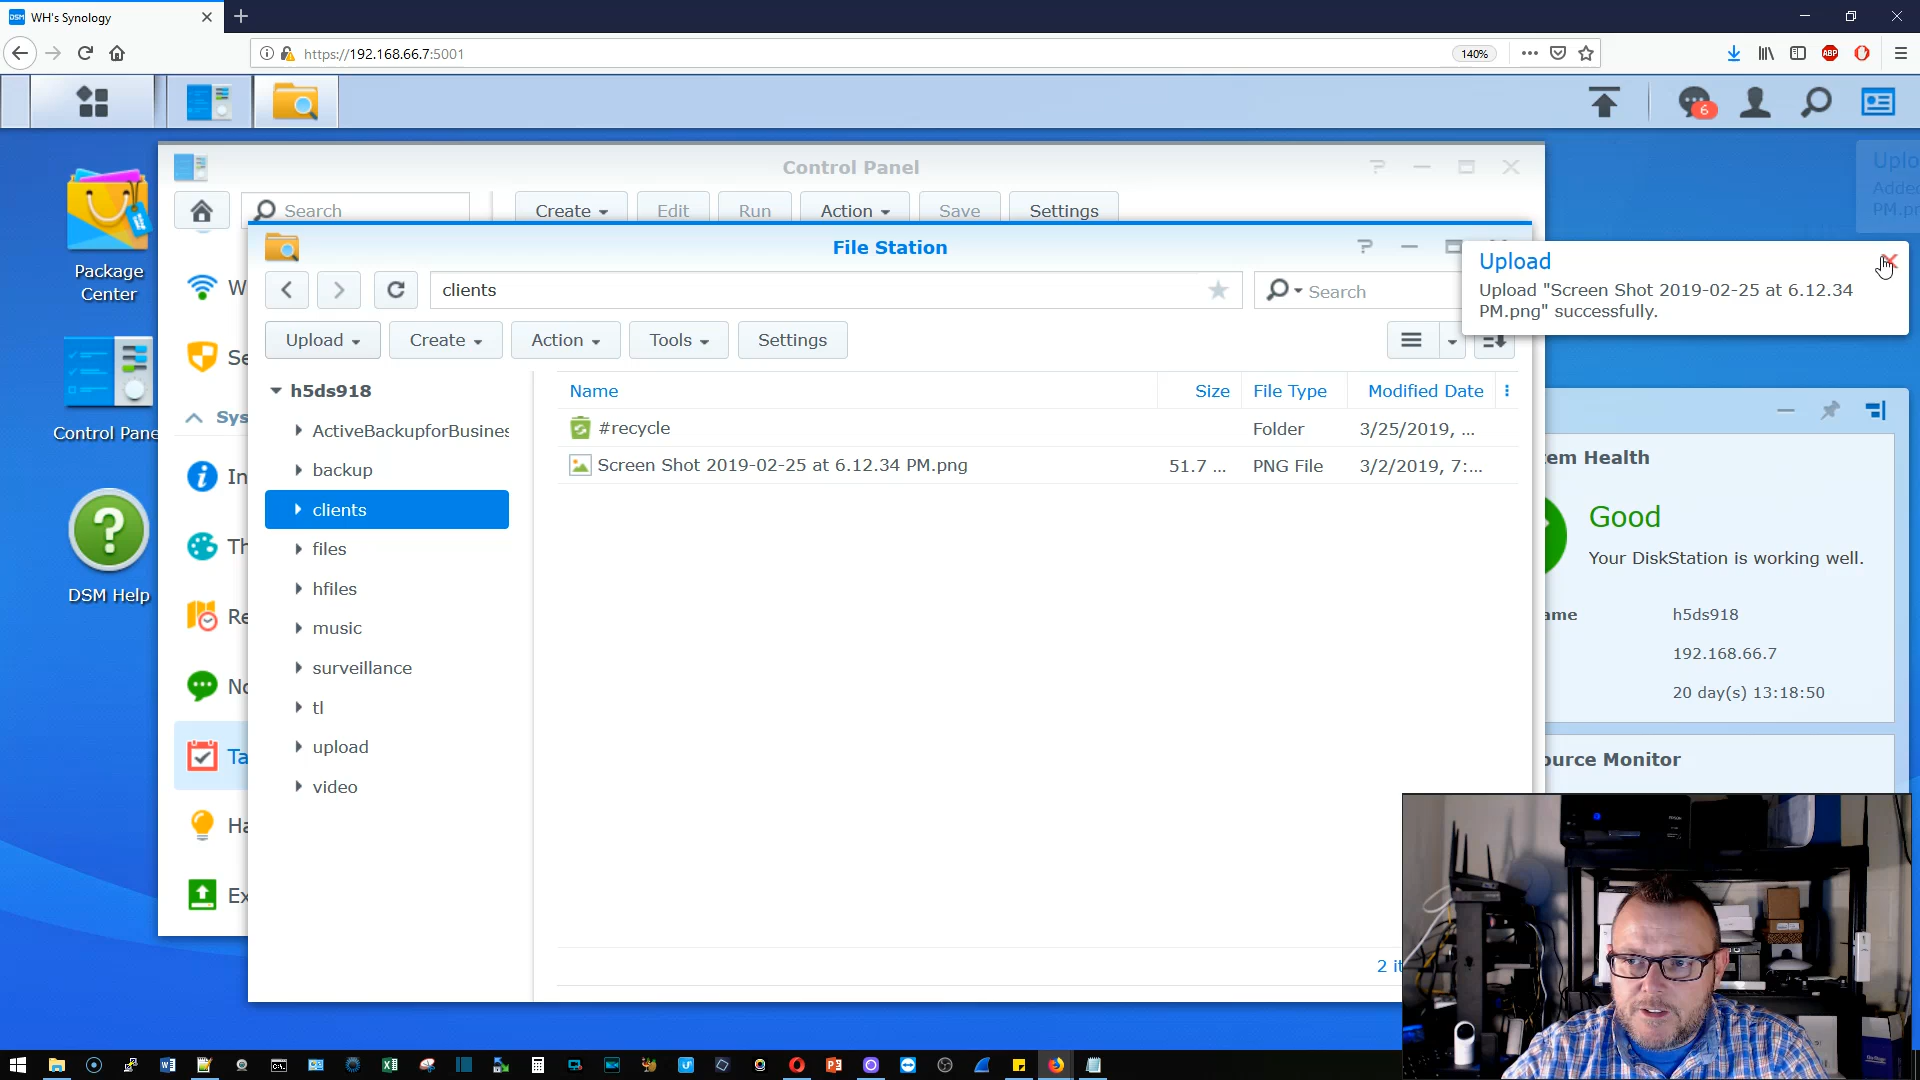 WH's Synology
https://192.168.66.7:5001
140%
6
Package
Center
Control Pane
DSM Help
Control Panel
Search
Create
Edit
Run
Action
Save
Settings
W
Se
Sys
In
Th
Re
No
Ta
Ha
Ex
File Station
clients
Search
Upload
Create
Action
Tools
Settings
h5ds918
ActiveBackupforBusines
backup
clients
files
hfiles
music
surveillance
tl
upload
video
Name
Size
File Type
Modified Date
#recycle
Folder
3/25/2019, ...
Screen Shot 2019-02-25 at 6.12.34 PM.png
51.7 ...
PNG File
3/2/2019, 7:...
2 it
Uplo
Added
PM.pn
Upload
Upload "Screen Shot 2019-02-25 at 6.12.34
PM.png" successfully.
tem Health
Good
Your DiskStation is working well.
ame
h5ds918
192.168.66.7
20 day(s) 13:18:50
ource Monitor